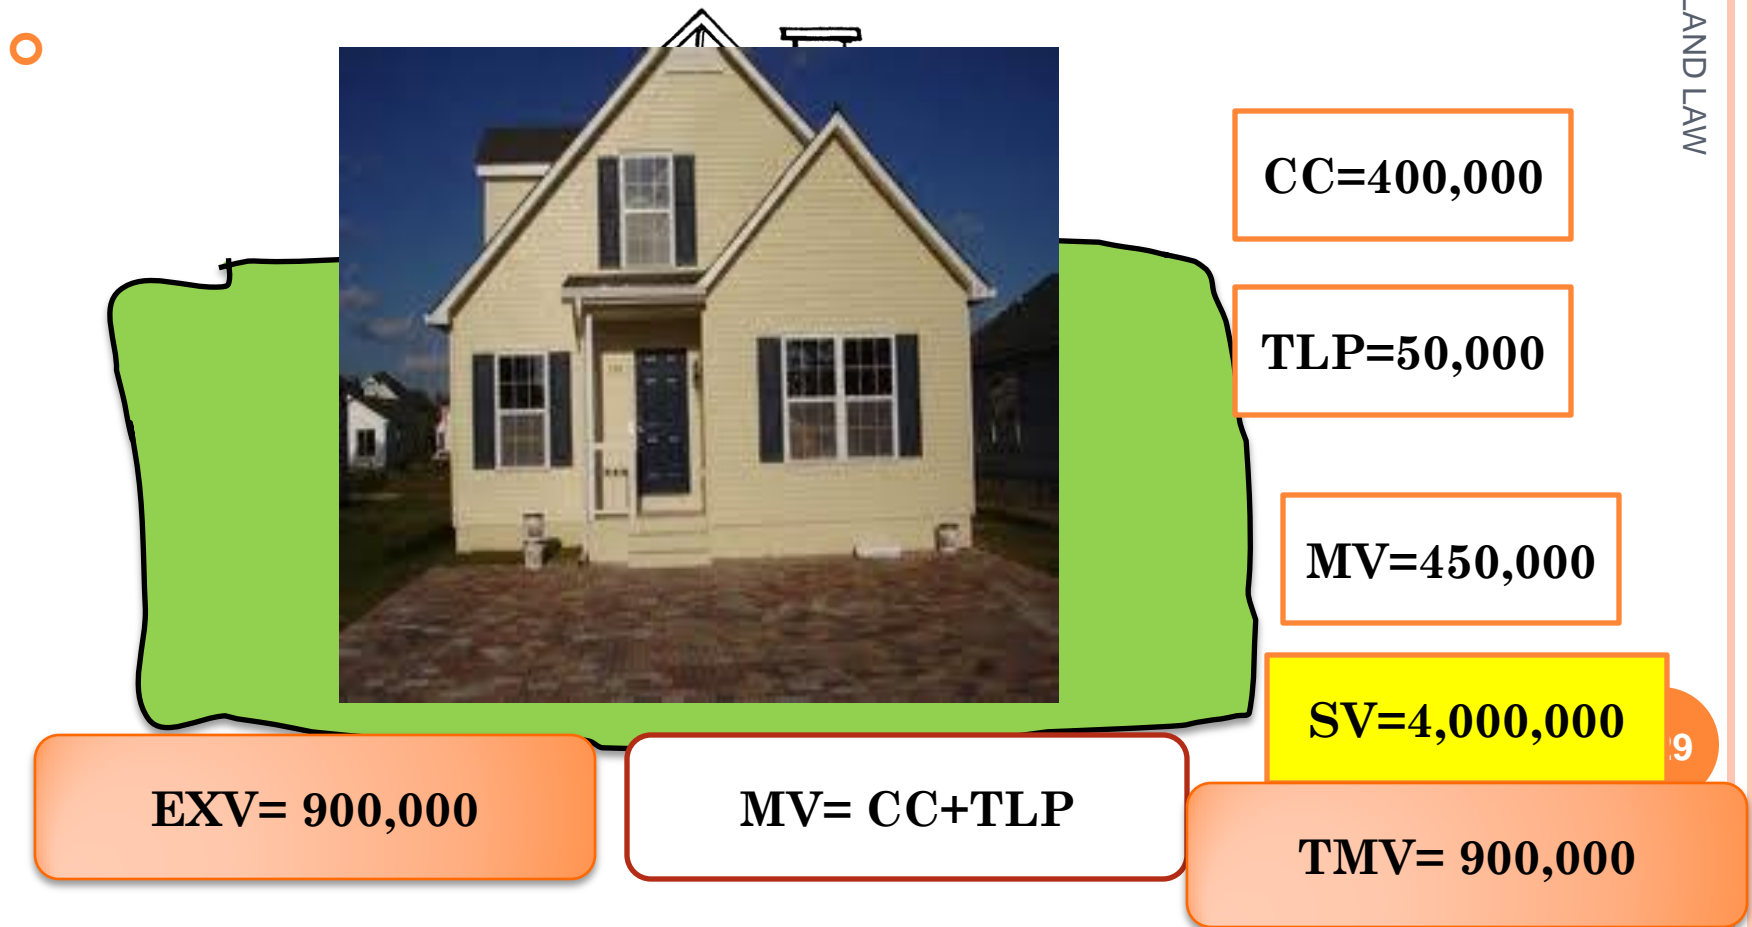 LAND LAW
CC=400,000
TLP=50,000
MV=450,000
SV=4,000,000
9
EXV= 900,000
MV= CC+TLP
TMV= 900,000